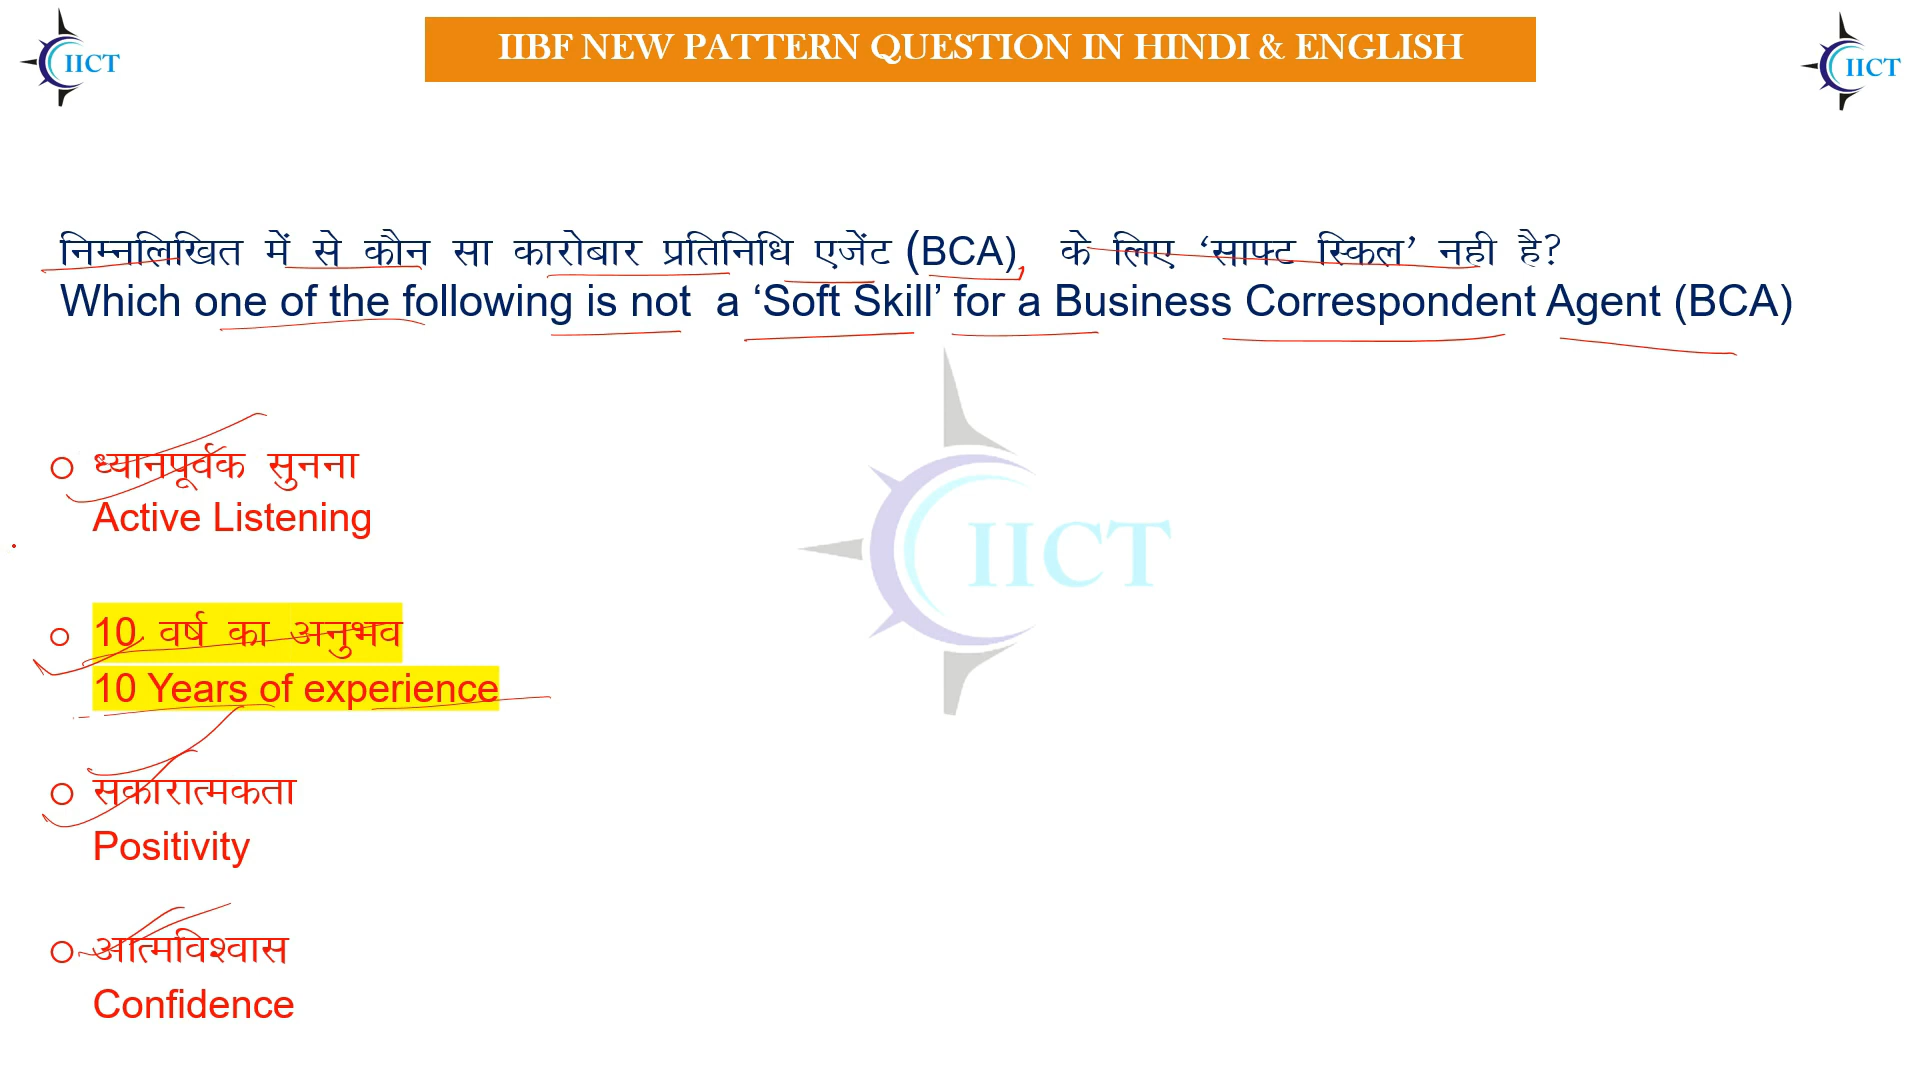 IICT
IIBF NEW PATTERN QUESTION IN HINDI & ENGLISH
IICT
निम्नलिखित में से कौन सा कारोबार प्रतिनिधि एजेंट (BCA), के लिए ‘साफ्ट स्किल’ नही है?
Which one of the following is not a ‘Soft Skill’ for a Business Correspondent Agent (BCA)
ध्यानपूर्वक सुनना
Active Listening
IICT
10 वर्ष का अनुभव
10 Years of experience
सकारात्मकता
Positivity
आत्मविश्वास
Confidence